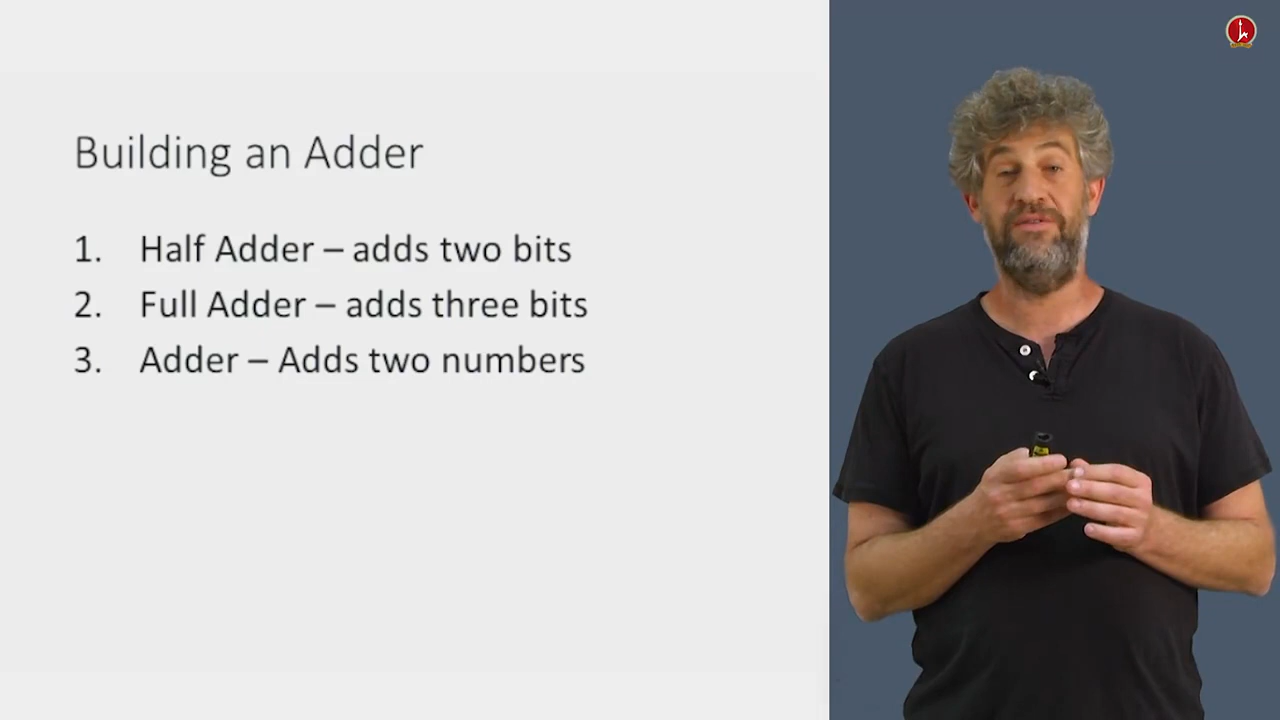 Building an Adder
1. Half Adder – adds two bits
2. Full Adder – adds three bits
3. Adder – Adds two numbers